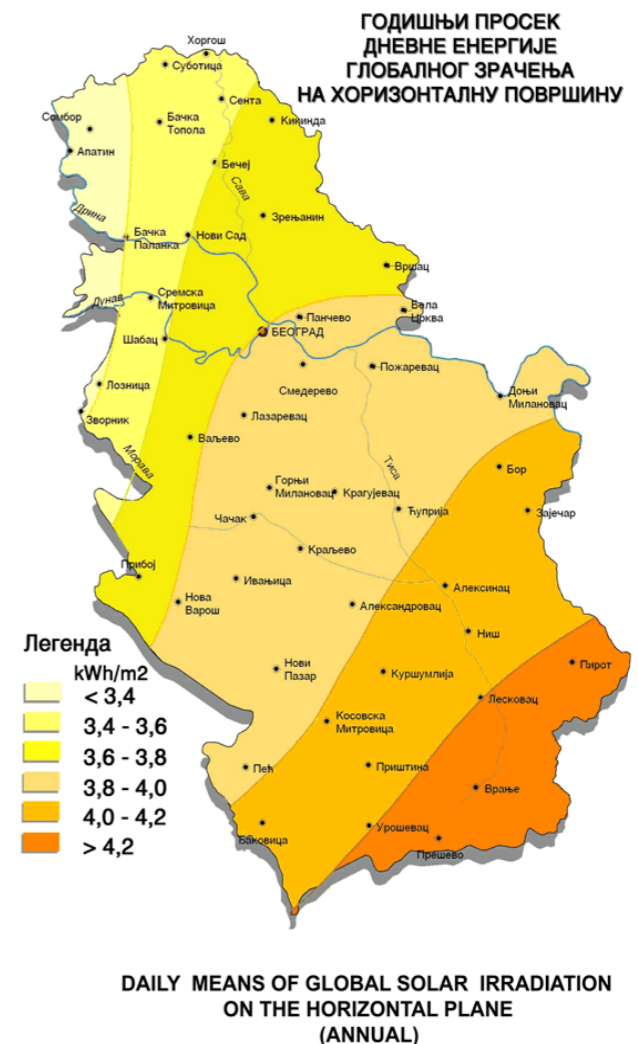 ГОДИШЊИ ПРОСЕК
ДНЕВНЕ ЕНЕРГИЈЕ
ГЛОБАЛНОГ ЗРАЧЕЊА
НА ХОРИЗОНТАЛНУ ПОВРШИНУ
Хоргош
Суботица
Сента
Сомбор
Бачка
Топола
Кикинда
Апатин
Бечеј
Сава
Дрина
Зрењанин
Бачка
Паланка
Нови Сад
Вршац
Дунав
Сремска
Митровица
Бела
Црква
Панчево
БЕОГРАД
Шабац
Смедерево
Пожаревац
Лозница
Доњи
Милановац
Зворник
Лазаревац
Ваљево
Морава
Тиса
Бор
Горњи
Милановац
Крагујевац
Ћуприја
Зајечар
Чачак
Краљево
Прибој
Ивањица
Алексинац
Нова
Варош
Александровац
Ниш
Легенда
kWh/m2
< 3,4
3,4 - 3,6
3,6 - 3,8
3,8 - 4,0
4,0 - 4,2
> 4,2
Нови
Пазар
Куршумлија
Пирот
Лесковац
Косовска
Митровица
Пећ
Приштина
Врање
Баковица
Урошевац
Прешево
DAILY MEANS OF GLOBAL SOLAR IRRADIATION
ON THE HORIZONTAL PLANE
(ANNUAL)